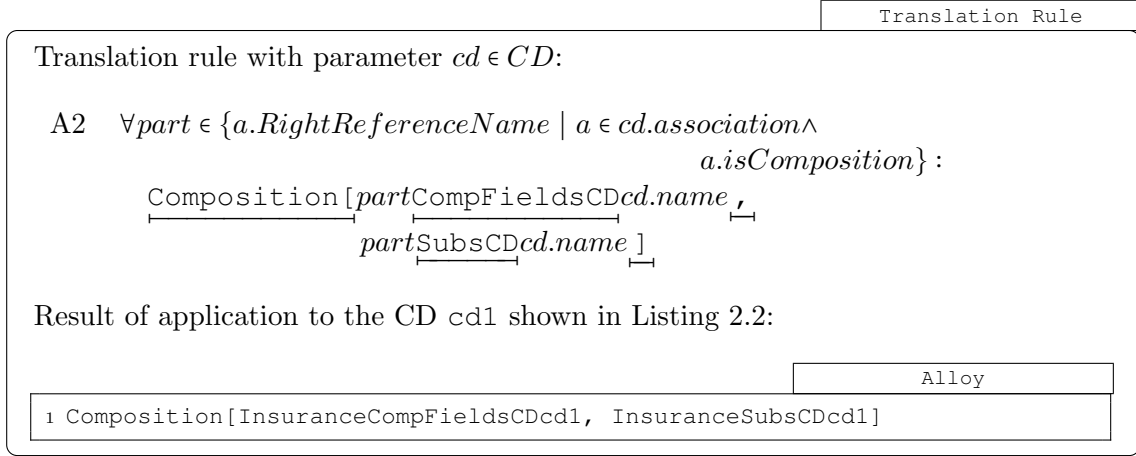 Translation Rule
Translation rule with parameter cd ∈ CD:
A2 ∀part ∈ {a.RightReferenceName | a ∈ cd.association∧
a.isComposition} :
Composition[partCompFieldsCDcd.name,
partSubsCDcd.name]
Result of application to the CD cd1 shown in Listing 2.2:
Alloy
1 Composition[InsuranceCompFieldsCDcd1, InsuranceSubsCDcd1]